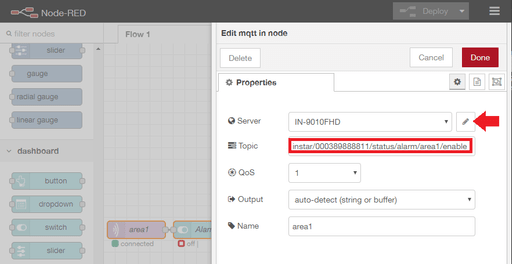 Node-RED
Deploy
filter nodes
Flow 1
slider
gauge
radial gauge
linear gauge
dashboard
button
dropdown
switch
slider
area1
connected
Alar
off
Edit mqtt in node
Delete
Cancel
Done
Properties
Server
IN-9010FHD
Topic
instar/000389888811/status/alarm/area1/enable
QoS
1
Output
auto-detect (string or buffer)
Name
area1